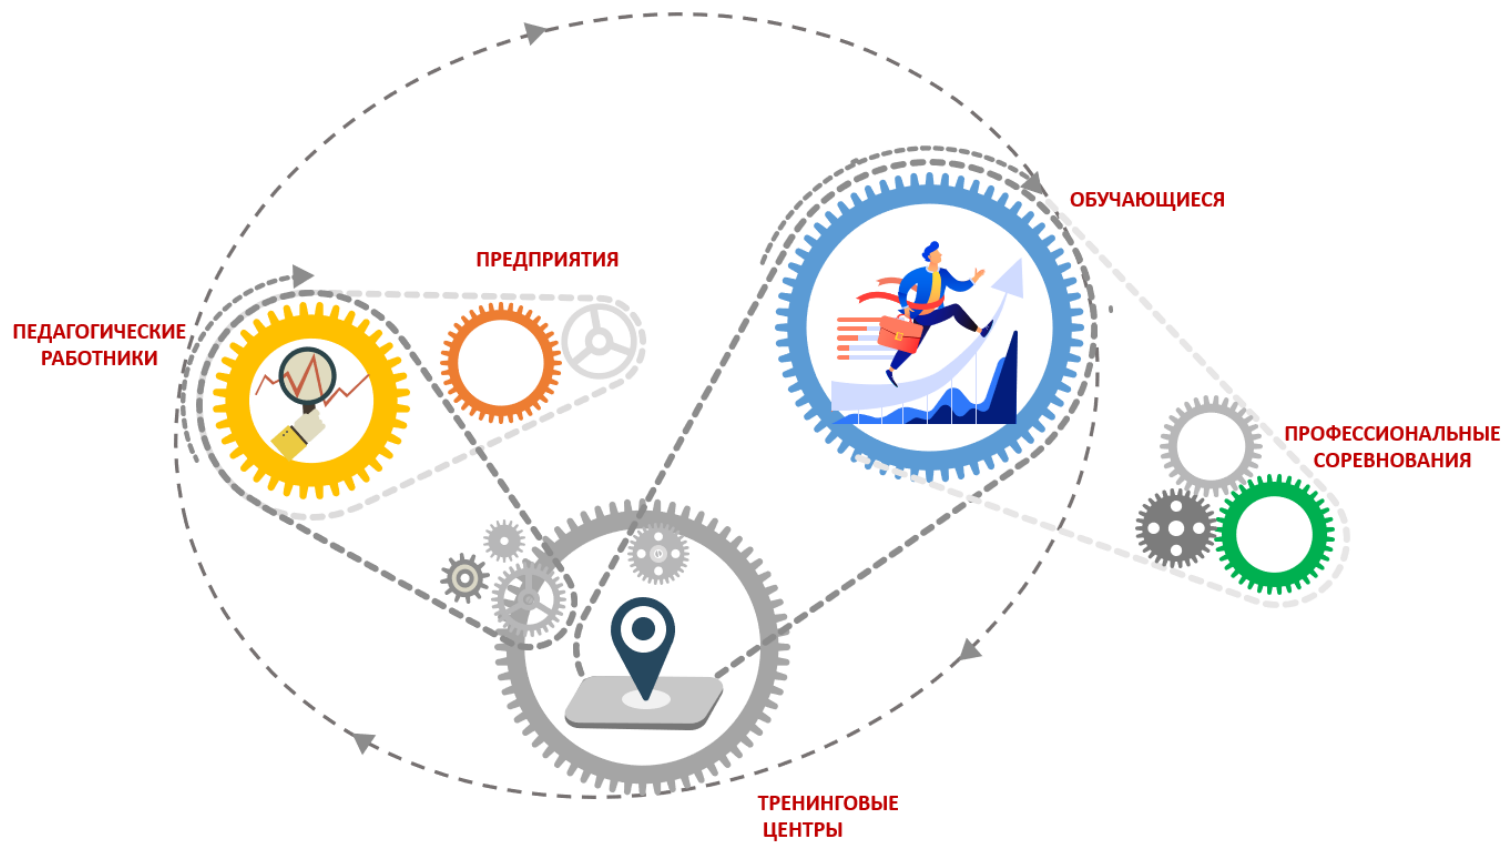 ОБУЧАЮЩИЕСЯ
ПРЕДПРИЯТИЯ
ПЕДАГОГИЧЕСКИЕ
РАБОТНИКИ
ПРОФЕССИОНАЛЬНЫЕ
СОРЕВНОВАНИЯ
ТРЕНИНГОВЫЕ
ЦЕНТРЫ